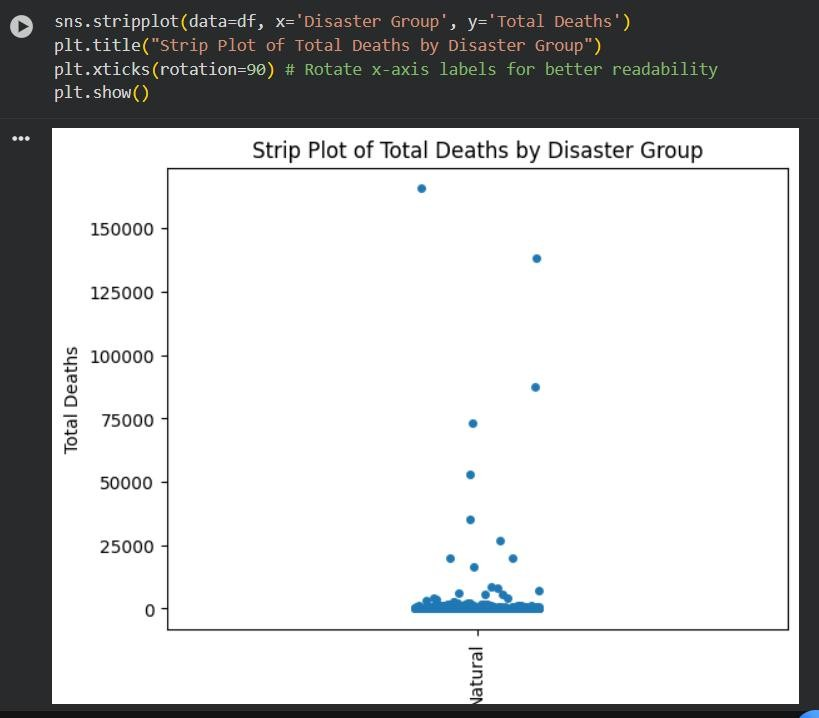 sns.stripplot(data=df, x='Disaster Group', y='Total Deaths')
plt.title("Strip Plot of Total Deaths by Disaster Group")
plt.xticks(rotation=90) # Rotate x-axis labels for better readability
plt.show()
Strip Plot of Total Deaths by Disaster Group
150000
125000
100000
75000
50000
25000
0
Total Deaths
Natural